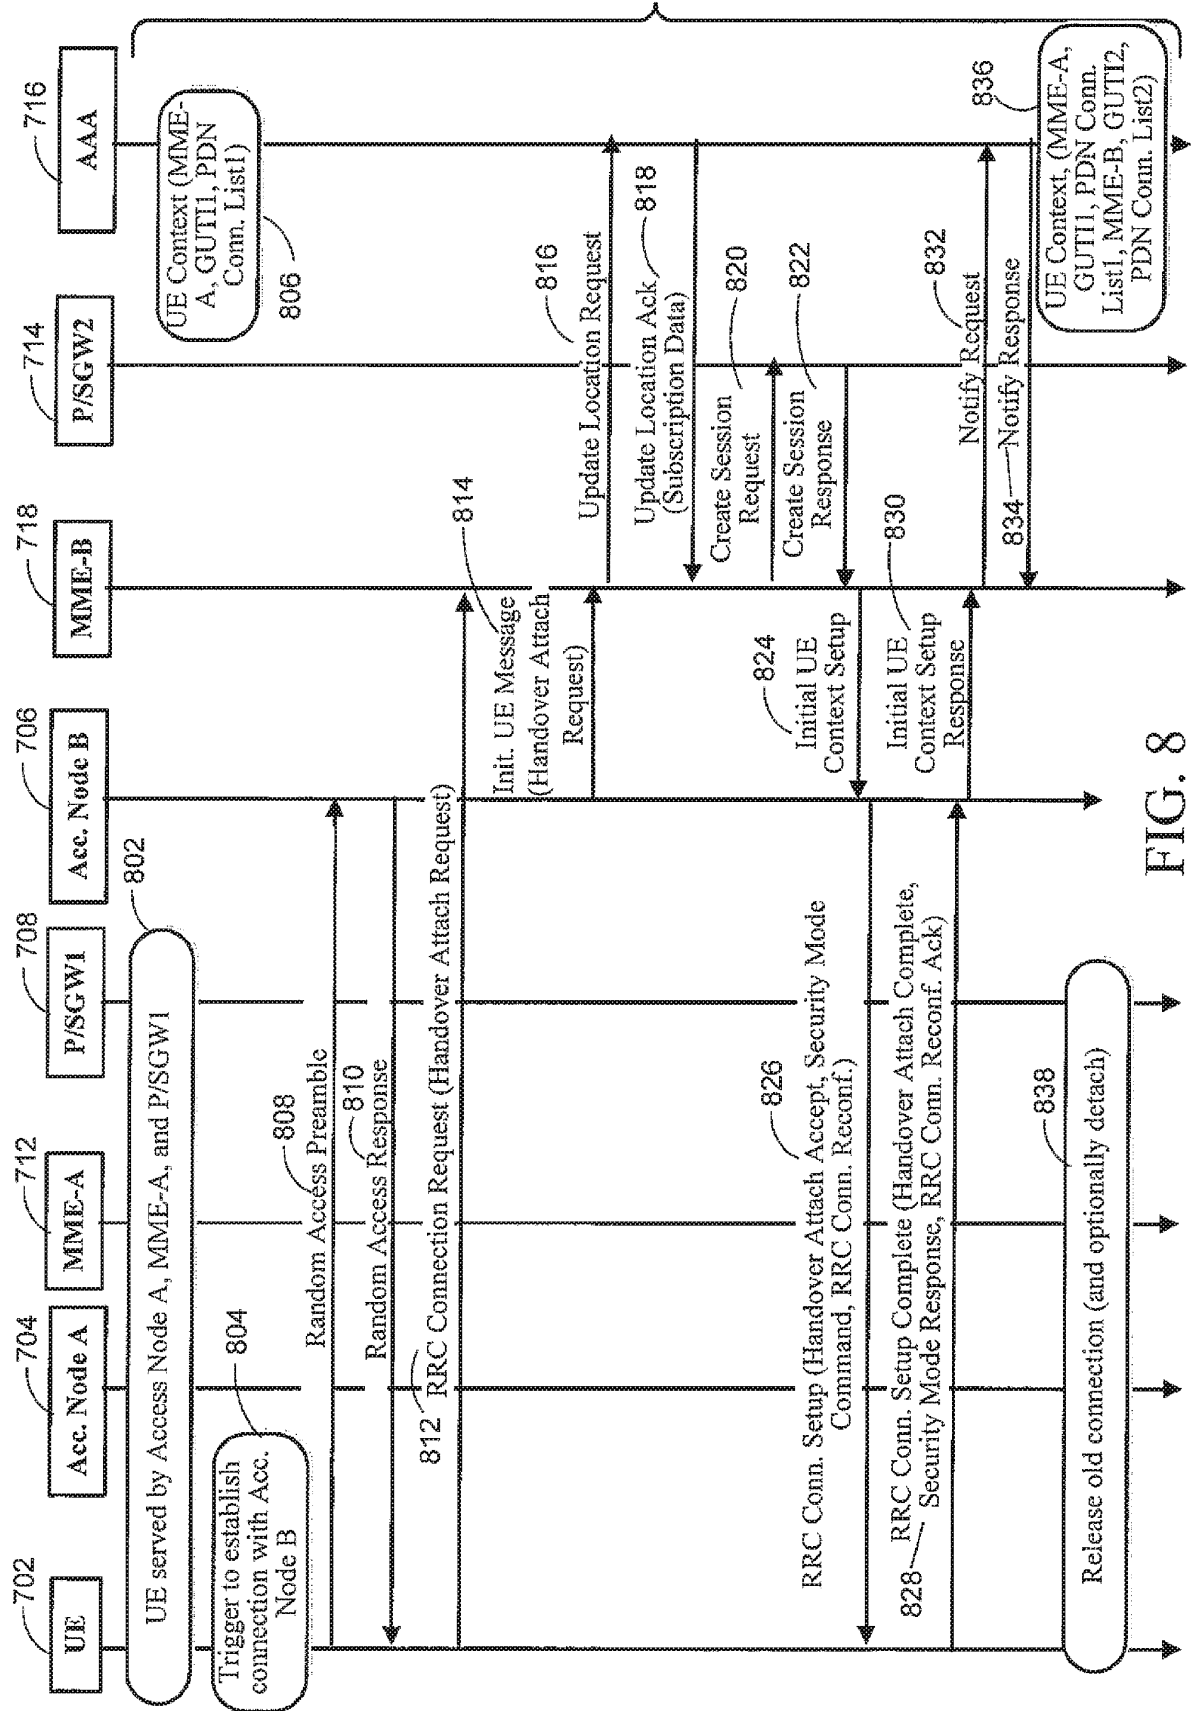 702
UE
704
Acc. Node A
712
MME-A
708
P/SGW1
706
Acc. Node B
718
MME-B
714
P/SGW2
716
AAA
UE served by Access Node A, MME-A, and P/SGW1
802
UE Context (MME-
A, GUTI1, PDN
Conn. List1)
806
Trigger to establish
connection with Acc.
Node B
804
Random Access Preamble
808
Random Access Response
810
812
RRC Connection Request (Handover Attach Request)
Init. UE Message
(Handover Attach
Request)
814
Update Location Request
816
Update Location Ack
(Subscription Data)
818
Create Session
Request
820
Create Session
Response
822
Initial UE
Context Setup
824
RRC Conn. Setup (Handover Attach Accept, Security Mode
Command, RRC Conn. Reconf.)
826
RRC Conn. Setup Complete (Handover Attach Complete,
Security Mode Response, RRC Conn. Reconf. Ack)
828
Initial UE
Context Setup
Response
830
Notify Request
832
834
Notify Response
UE Context, (MME-A,
GUTI1, PDN Conn.
List1, MME-B, GUTI2,
PDN Conn. List2)
836
Release old connection (and optionally detach)
838
FIG. 8